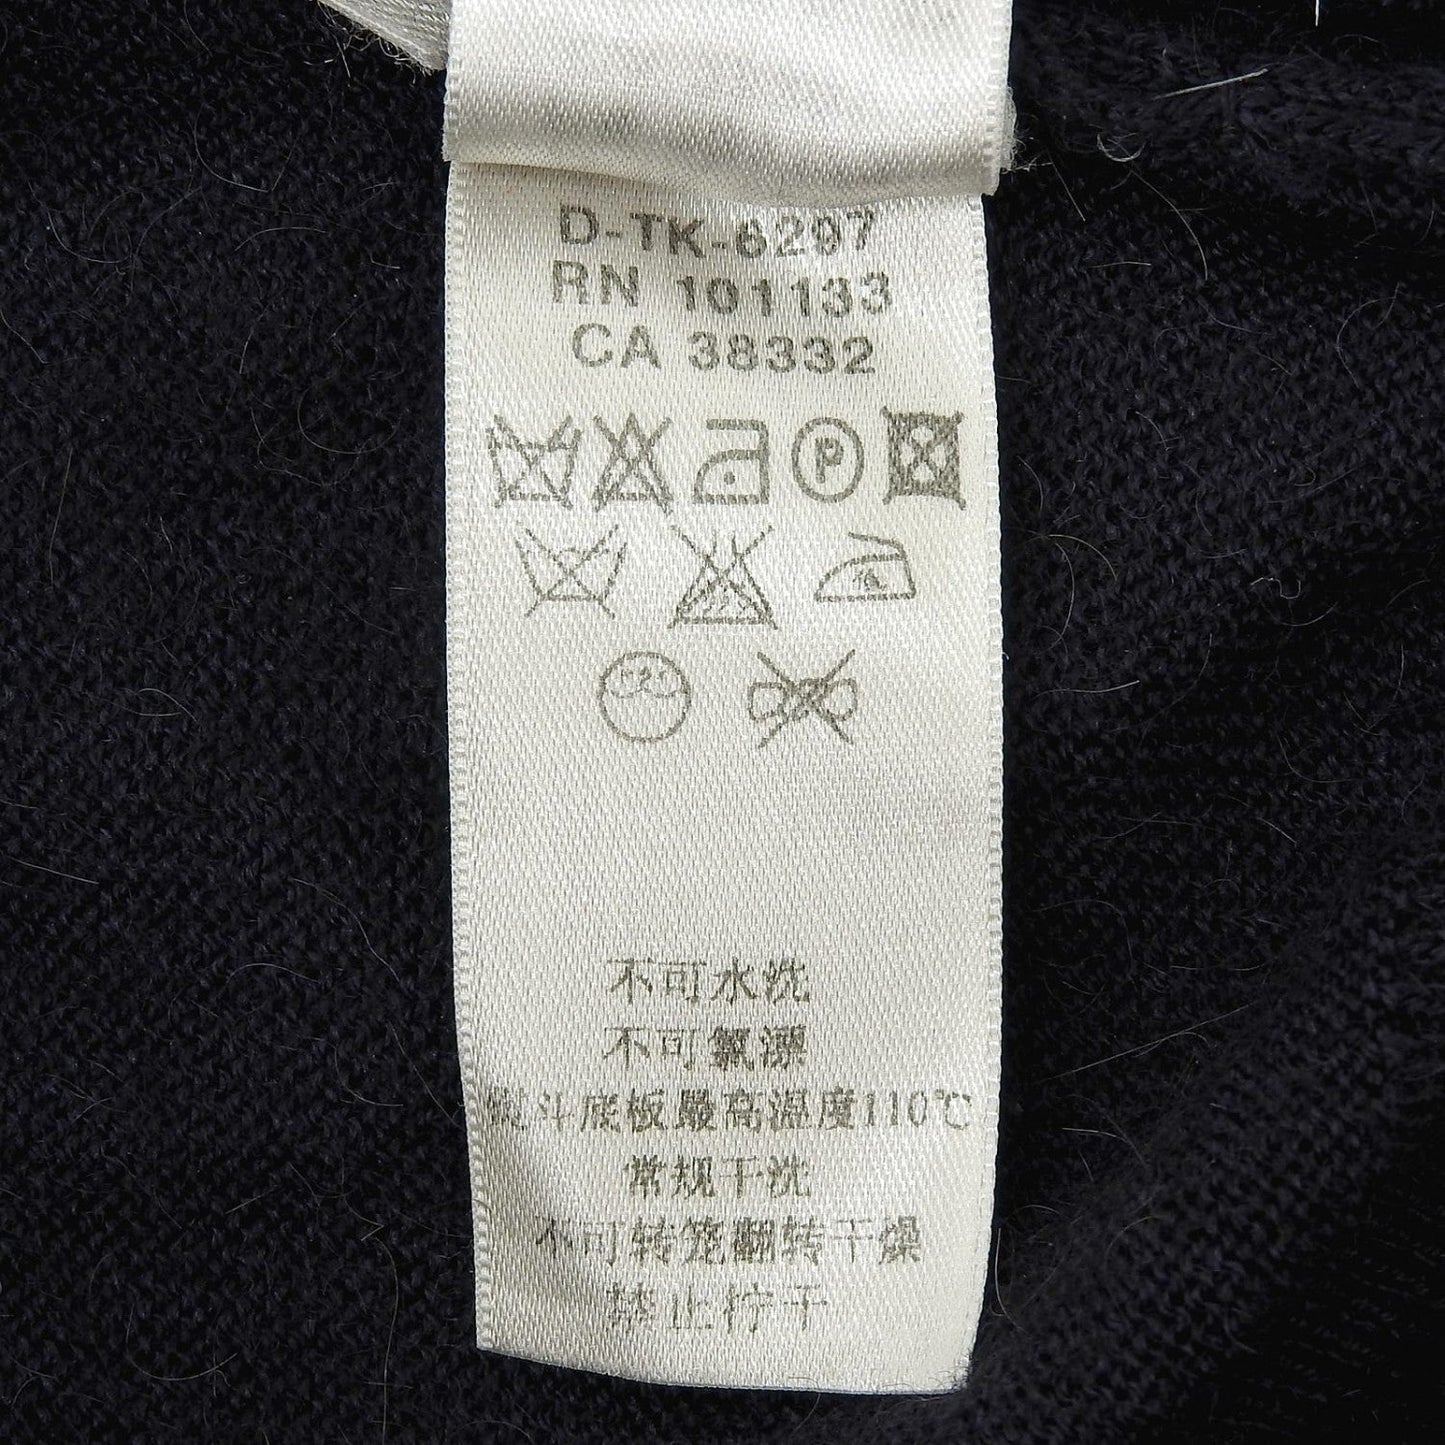 D-TK-6207
RN 101133
CA 38332
P
不可水洗
不可氯漂
熨斗底板最高温度110℃
常规干洗
不可转笼翻转干燥
禁止拧干